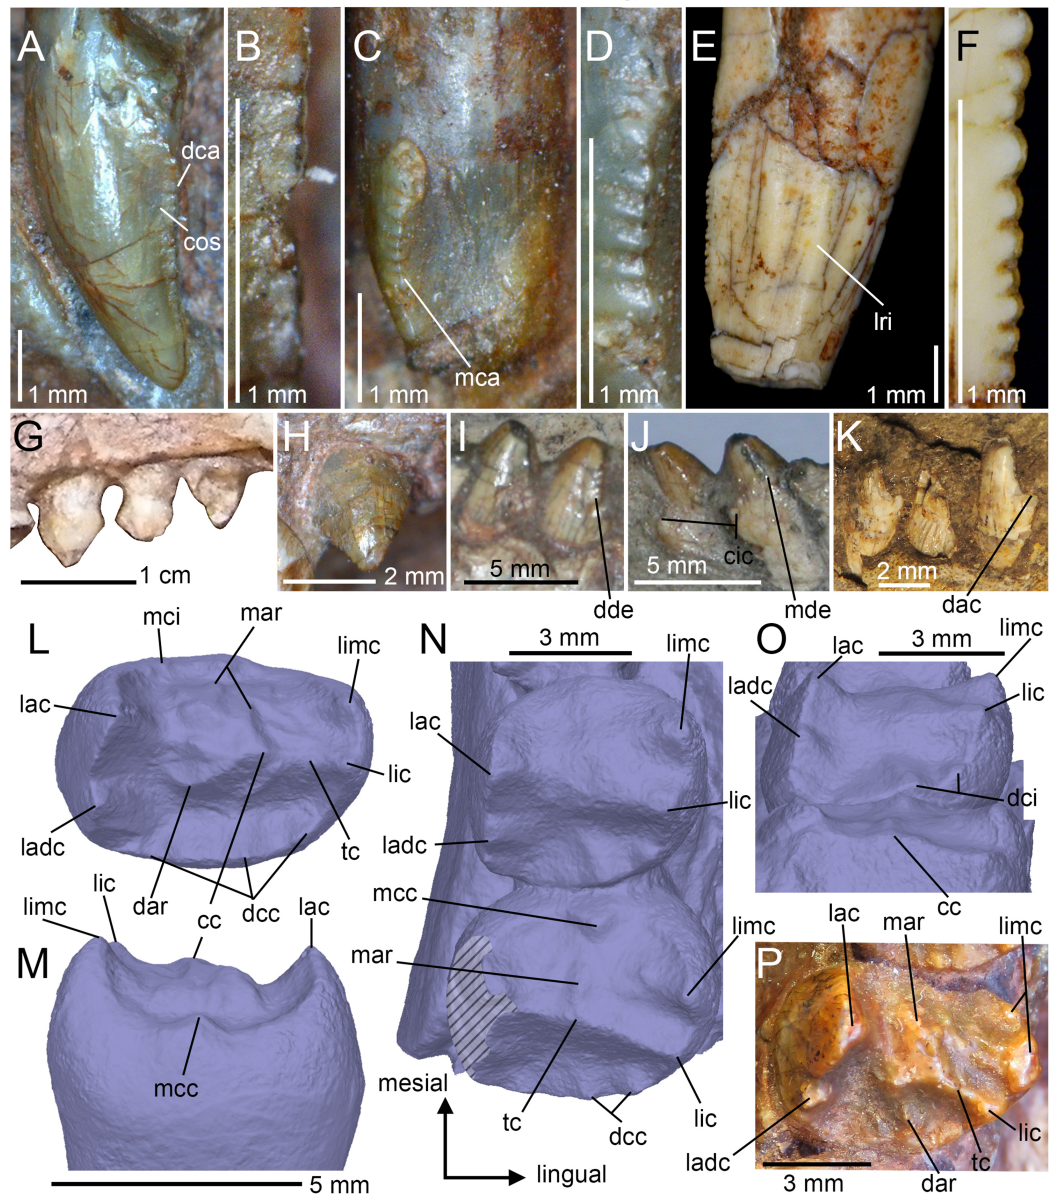 A B C D E F
dca
cos
mca
lri
1 mm 1 mm 1 mm 1 mm 1 mm 1 mm
G H I J K
cic
1 cm 2 mm 5 mm 5 mm 2 mm
dde mde dac
L mci mar limc N 3 mm limc O lac 3 mm limc
lac ladc lic
lac
lic lic dci
ladc tc ladc
dar cc dcc mcc cc
limc lic lac limc lac mar limc
M mar P
mcc
mesial
tc dcc lic ladc dar tc lic
lingual
5 mm 3 mm